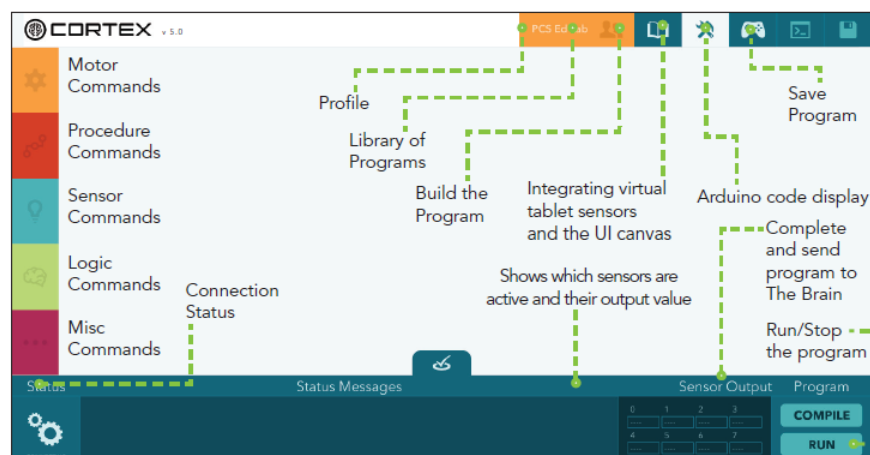 CORTEX v 5.0
PCS Edulab
Motor
Commands
Profile
Save
Program
Procedure
Commands
Library of
Programs
Sensor
Commands
Build the
Program
Integrating virtual
tablet sensors
and the UI canvas
Arduino code display
Complete
and send
program to
The Brain
Logic
Commands
Connection
Status
Shows which sensors are
active and their output value
Misc
Commands
Run/Stop
the program
Status
Status Messages
Sensor Output
Program
0 1 2 3
4 5 6 7
COMPILE
RUN